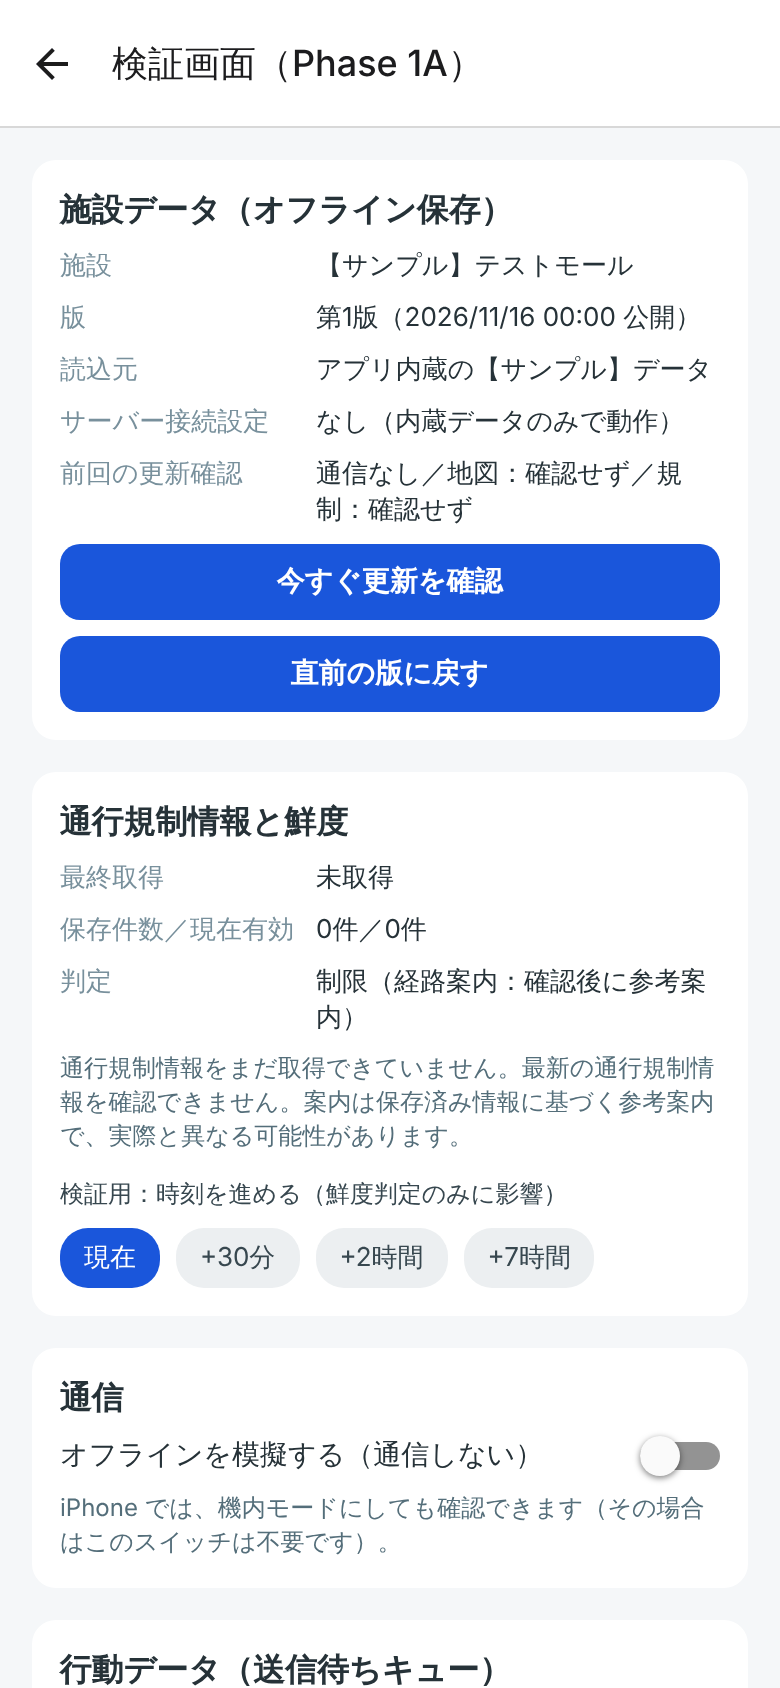 検証画面（Phase 1A）
施設データ（オフライン保存）
施設 【サンプル】テストモール
版 第1版（2026/11/16 00:00 公開）
読込元 アプリ内蔵の【サンプル】データ
サーバー接続設定 なし（内蔵データのみで動作）
前回の更新確認 通信なし／地図：確認せず／規
制：確認せず
今すぐ更新を確認
直前の版に戻す
通行規制情報と鮮度
最終取得 未取得
保存件数／現在有効 0件／0件
判定 制限（経路案内：確認後に参考案
内）
通行規制情報をまだ取得できていません。最新の通行規制情
報を確認できません。案内は保存済み情報に基づく参考案内
で、実際と異なる可能性があります。
検証用：時刻を進める（鮮度判定のみに影響）
現在 +30分 +2時間 +7時間
通信
オフラインを模擬する（通信しない）
iPhone では、機内モードにしても確認できます（その場合
はこのスイッチは不要です）。
行動データ（送信待ちキュー）